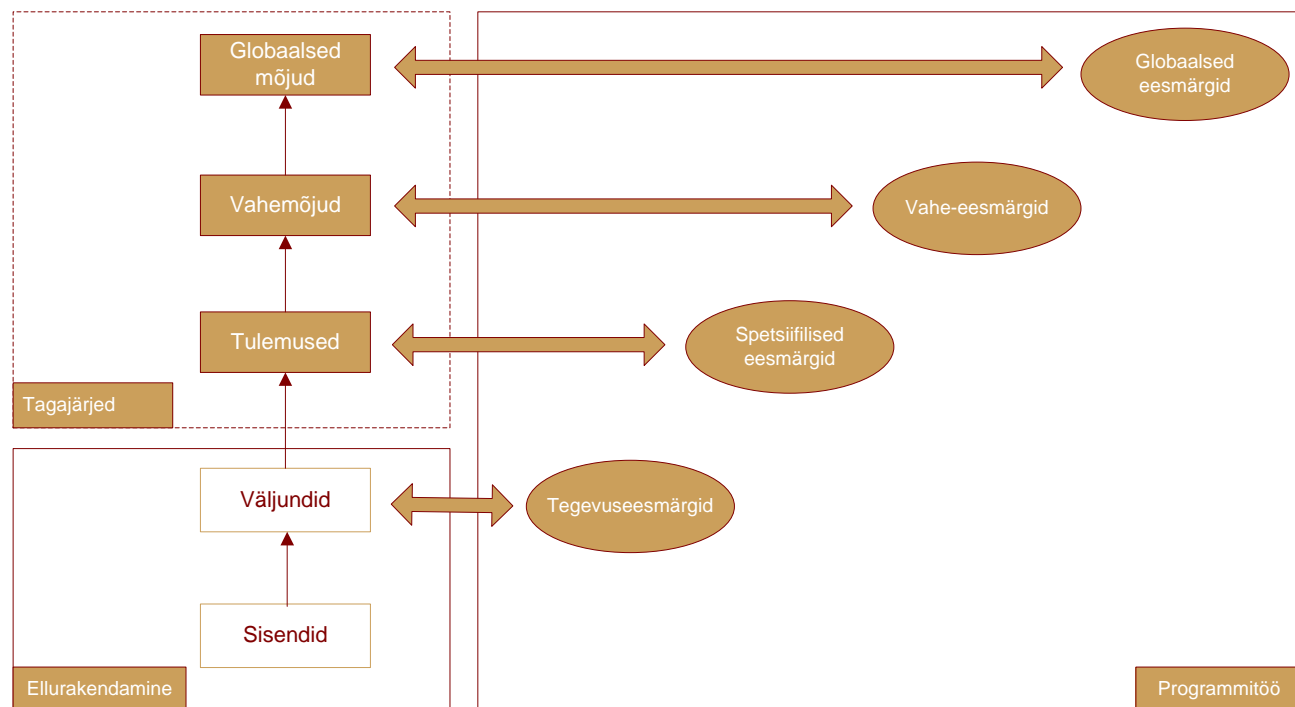 Globaalsed
mõjud
Globaalsed
eesmärgid
Vahemõjud
Vahe-eesmärgid
Tulemused
Spetsiifilised
eesmärgid
Tagajärjed
Väljundid
Tegevuseesmärgid
Sisendid
Ellurakendamine
Programmitöö